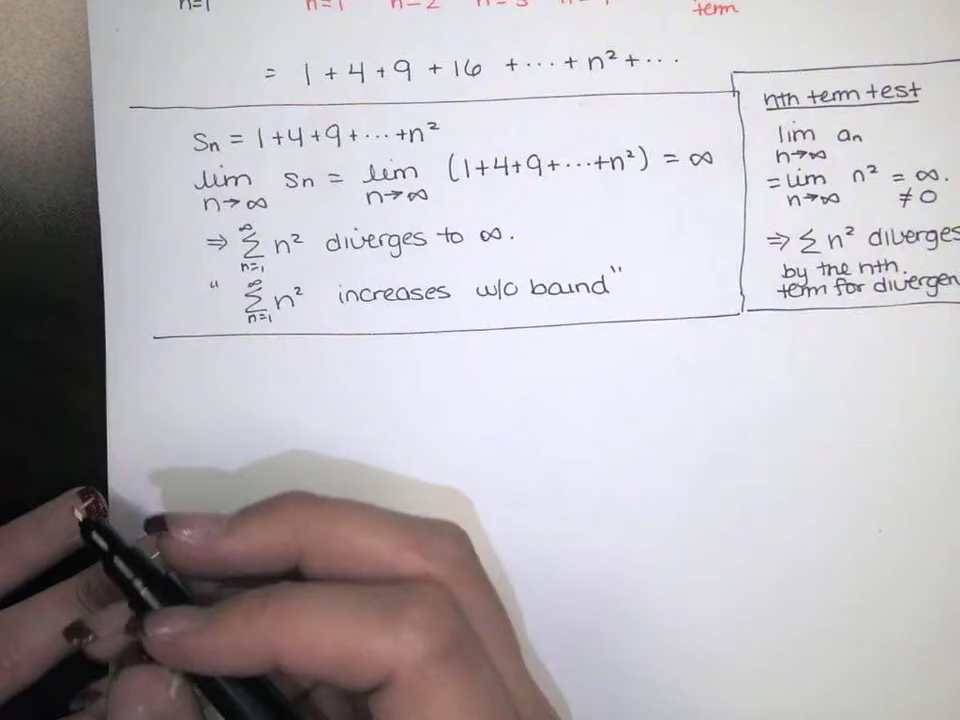 n=1
term
= 1 + 4 + 9 + 16 + ··· + n² + ···
Sn = 1+4+9+···+n²
lim Sn = lim (1+4+9+···+n²) = ∞
n→∞ n→∞
⇒ ∞ Σ n=1 n² diverges to ∞.
" ∞ Σ n=1 n² increases w/o bound"
nth term test
lim an
n→∞
= lim n² = ∞.
n→∞ ≠ 0
⇒ Σ n² diverges
by the nth.
term for divergen